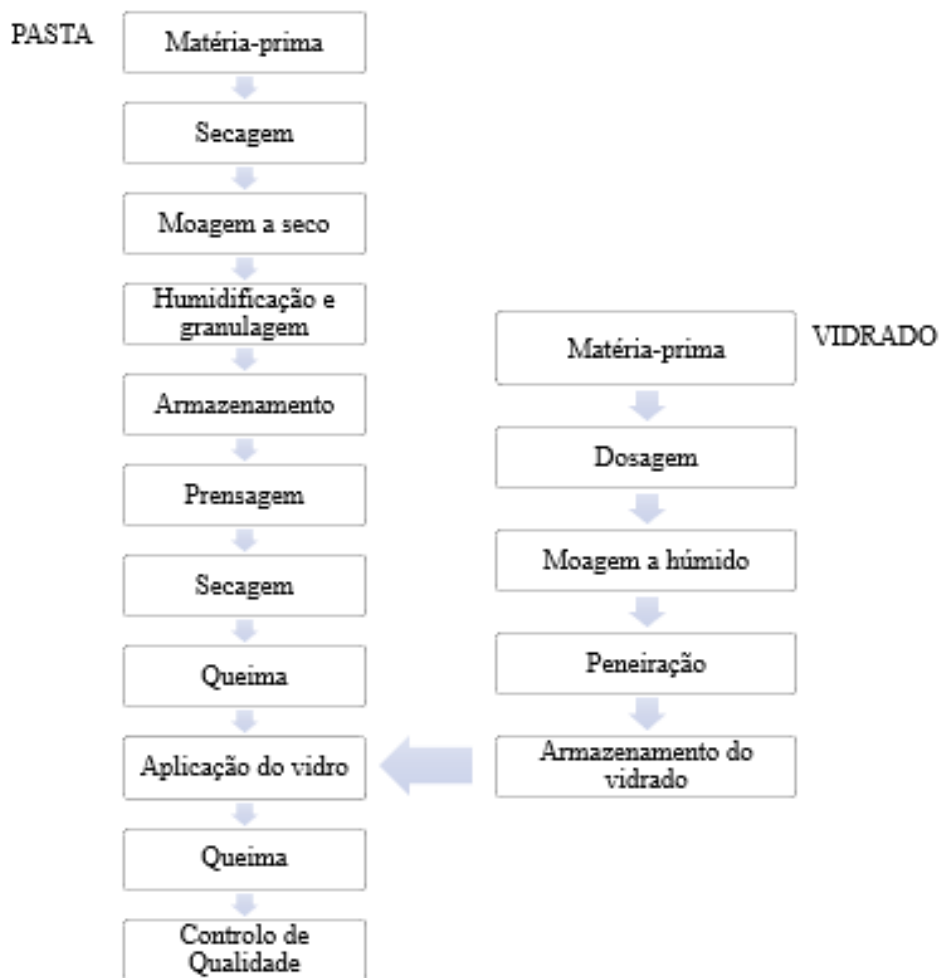 PASTA
Matéria-prima
Secagem
Moagem a seco
Humidificação e
granulagem
Armazenamento
Prensagem
Secagem
Queima
Aplicação do vidro
Queima
Controlo de
Qualidade
VIDRADO
Matéria-prima
Dosagem
Moagem a húmido
Peneiração
Armazenamento do
vidrado